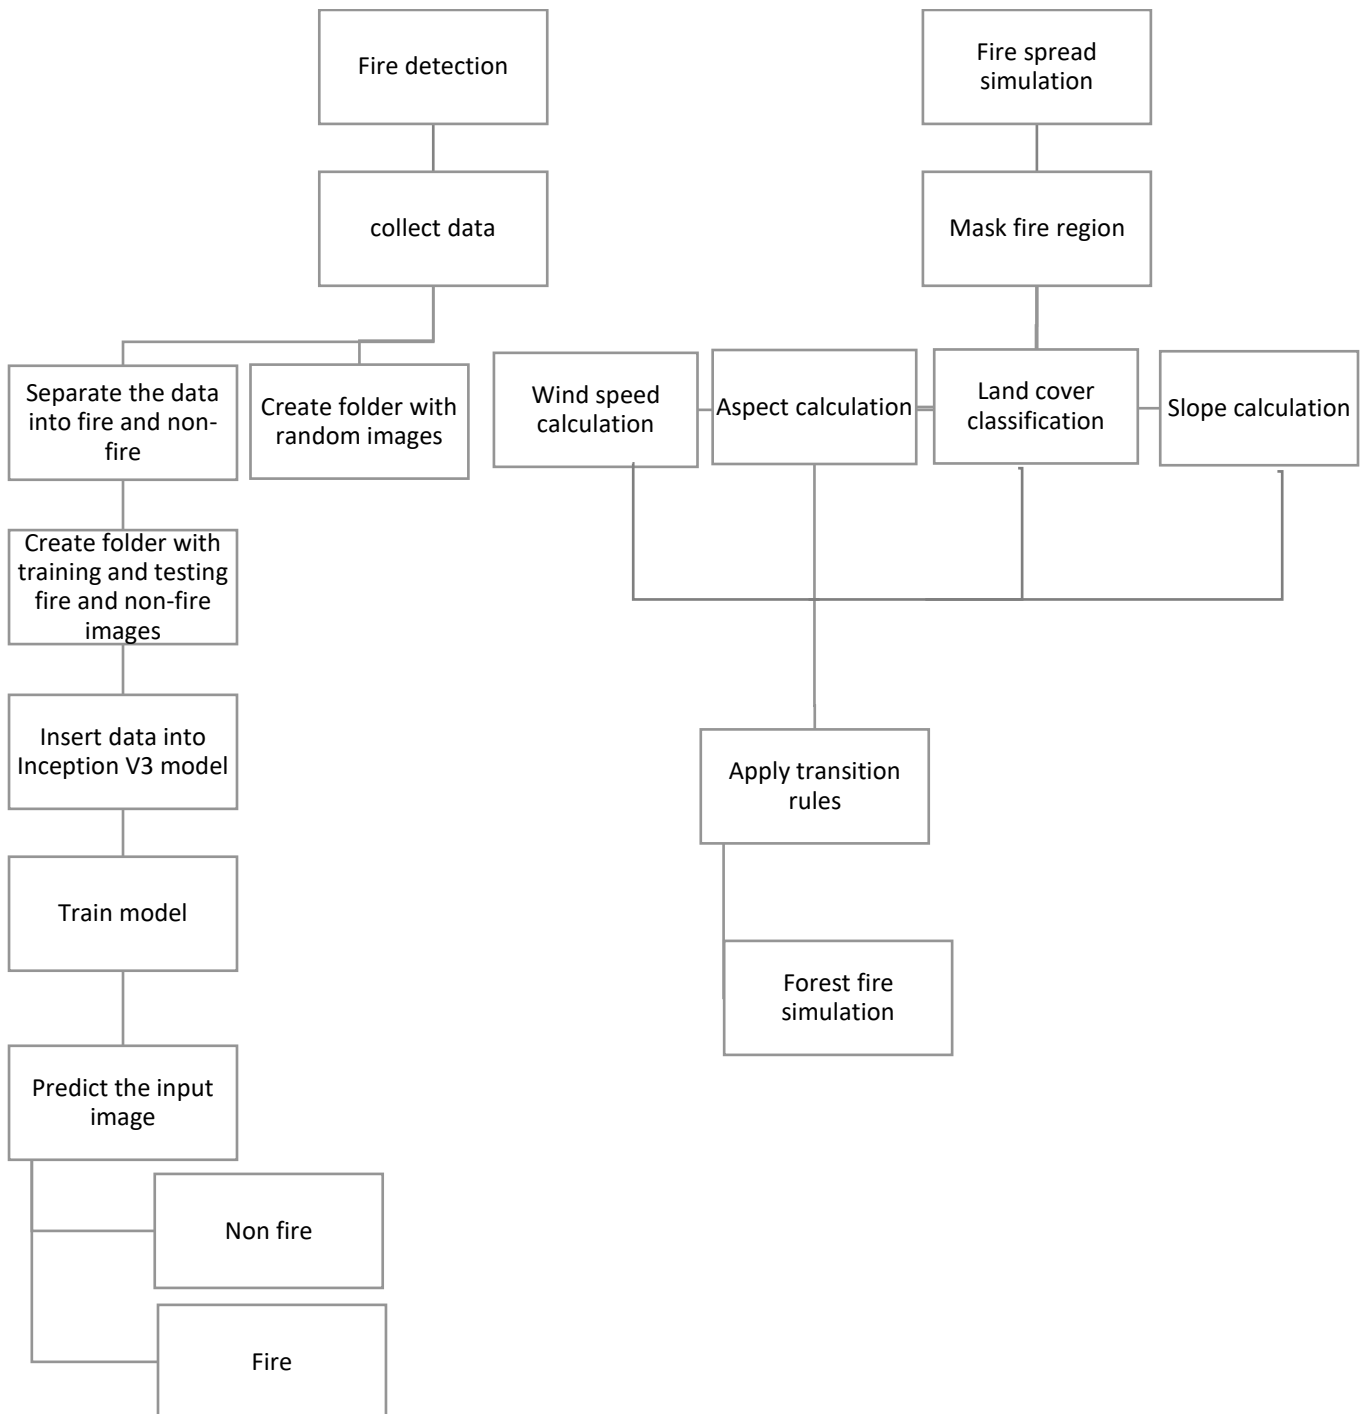 Fire detection
Fire spread
simulation
collect data
Mask fire region
Separate the data
into fire and non-
fire
Create folder with
random images
Wind speed
calculation
Aspect calculation
Land cover
classification
Slope calculation
Create folder with
training and testing
fire and non-fire
images
Insert data into
Inception V3 model
Apply transition
rules
Train model
Forest fire
simulation
Predict the input
image
Non fire
Fire